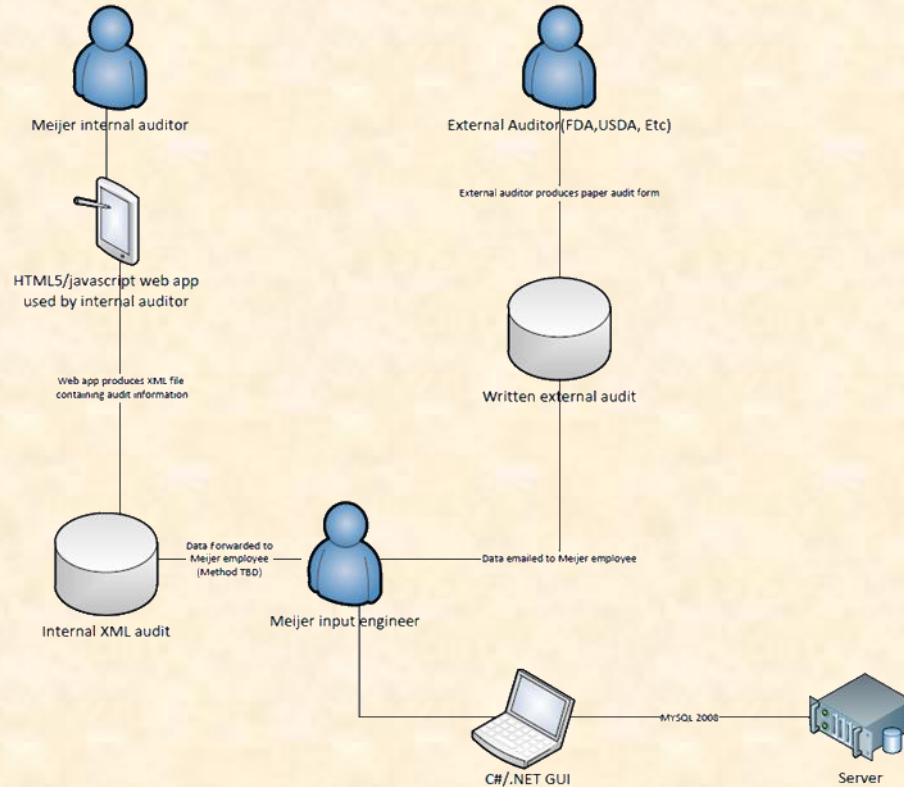 Meijer internal auditor
External Auditor(FDA,USDA, Etc)
External auditor produces paper audit form
HTML5/javascript web app
used by internal auditor
Web app produces XML file
containing audit information
Written external audit
Data forwarded to
Meijer employee
(Method TBD)
Data emailed to Meijer employee
Internal XML audit
Meijer input engineer
MYSQL 2008
C#/.NET GUI
Server